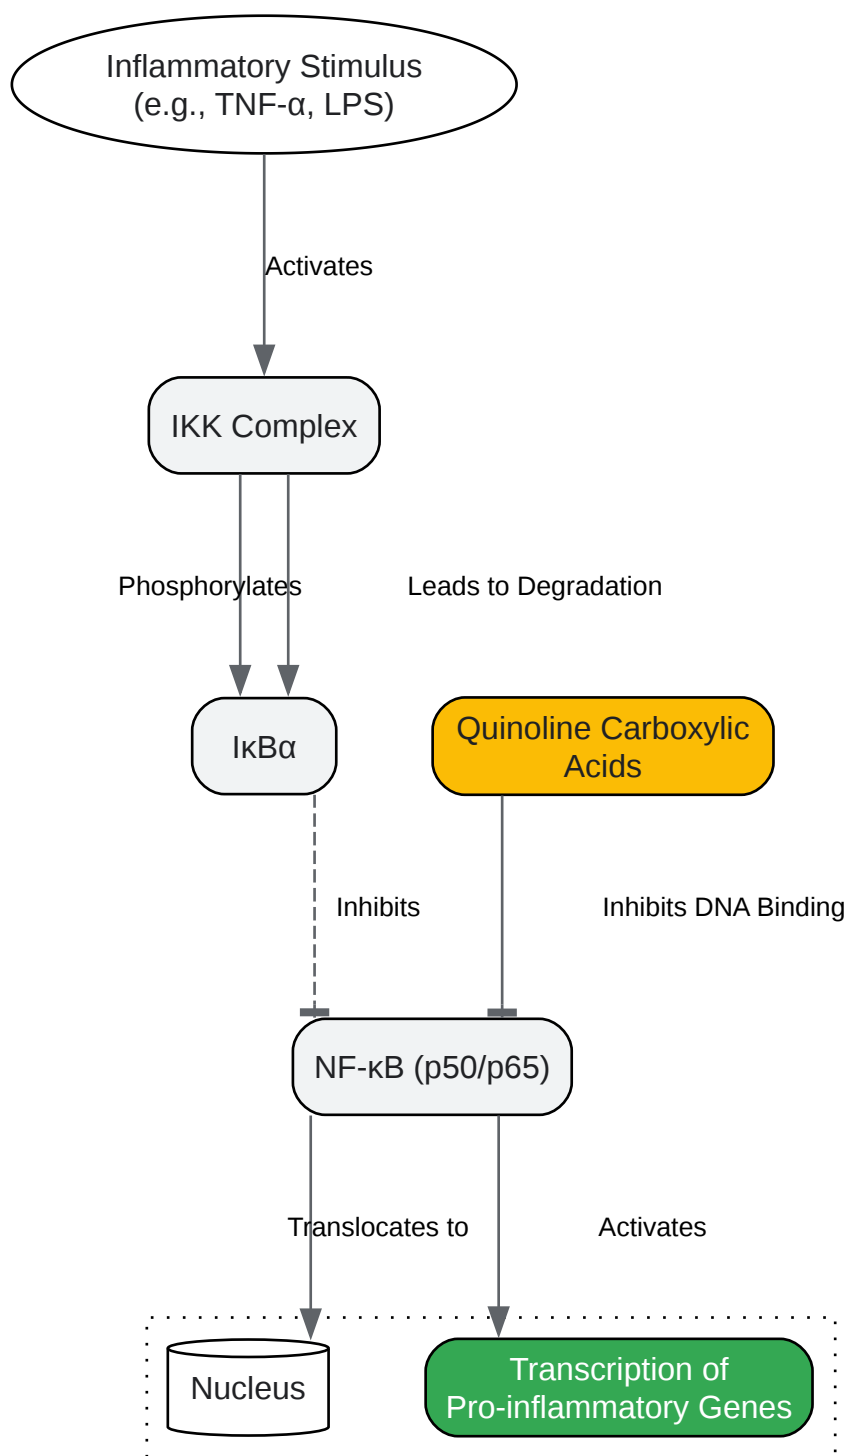 Inflammatory Stimulus
(e.g., TNF-α, LPS)
Activates
IKK Complex
Phosphorylates
Leads to Degradation
IκBα
Quinoline Carboxylic
Acids
Inhibits
Inhibits DNA Binding
NF-κB (p50/p65)
Translocates to
Activates
Nucleus
Transcription of
Pro-inflammatory Genes